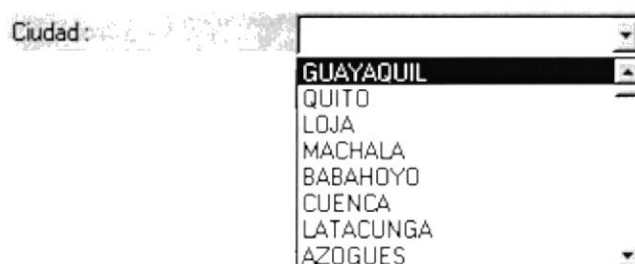 Ciudad :
GUAYAQUIL
QUITO
LOJA
MACHALA
BABAHOYO
CUENCA
LATACUNGA
AZOGUES